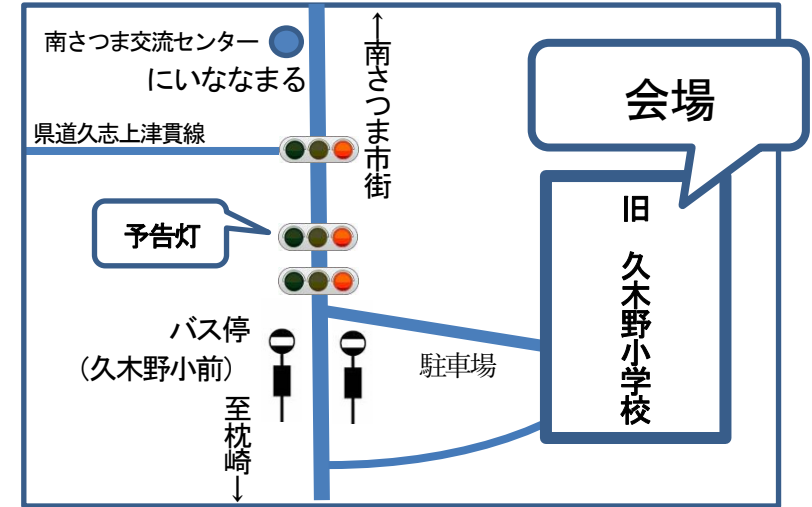 南さつま交流センター
にいななまる
県道久志上津貫線
←南さつま市街
会場
予告灯
旧 久木野小学校
バス停
(久木野小前)
駐車場
至枕崎→